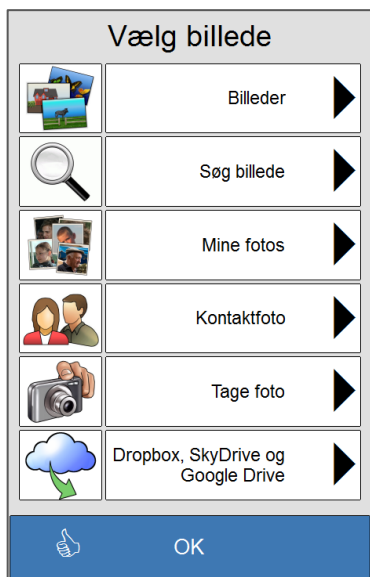 Vælg billede
Billeder
Søg billede
Mine fotos
Kontaktfoto
Tage foto
Dropbox, SkyDrive og
Google Drive
OK